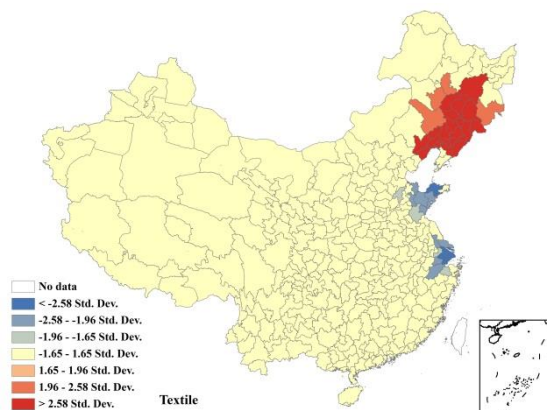 No data
< -2.58 Std. Dev.
-2.58 - -1.96 Std. Dev.
-1.96 - -1.65 Std. Dev.
-1.65 - 1.65 Std. Dev.
1.65 - 1.96 Std. Dev.
1.96 - 2.58 Std. Dev.
> 2.58 Std. Dev.
Textile